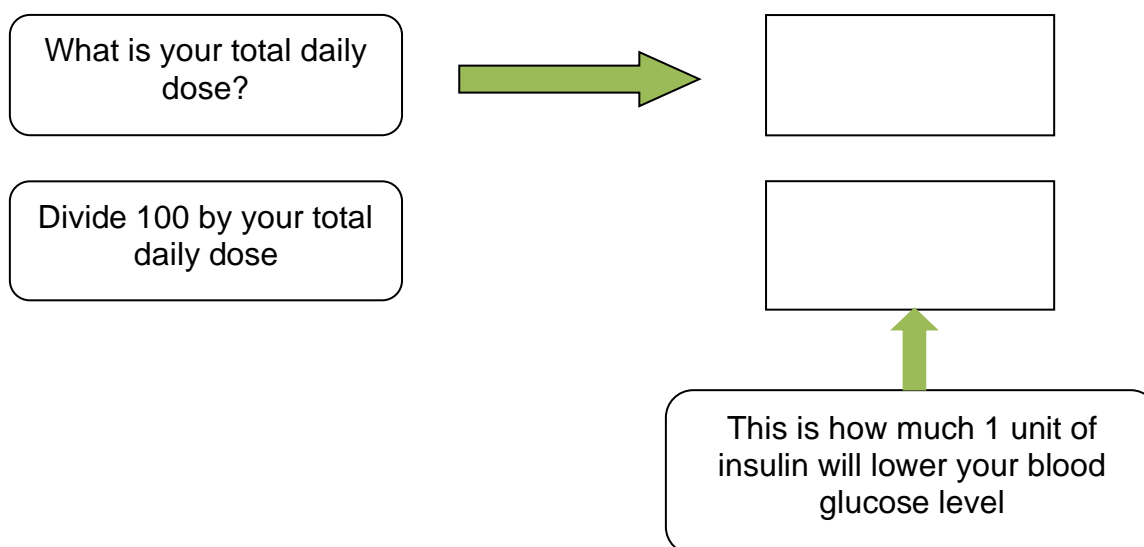 What is your total daily
dose?
Divide 100 by your total
daily dose
This is how much 1 unit of
insulin will lower your blood
glucose level